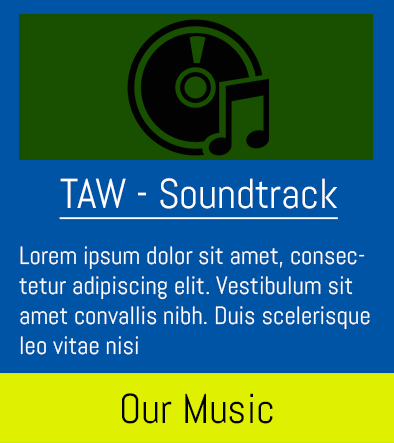 TAW - Soundtrack
Lorem ipsum dolor sit amet, consec-
tetur adipiscing elit. Vestibulum sit
amet convallis nibh. Duis scelerisque
leo vitae nisi
Our Music